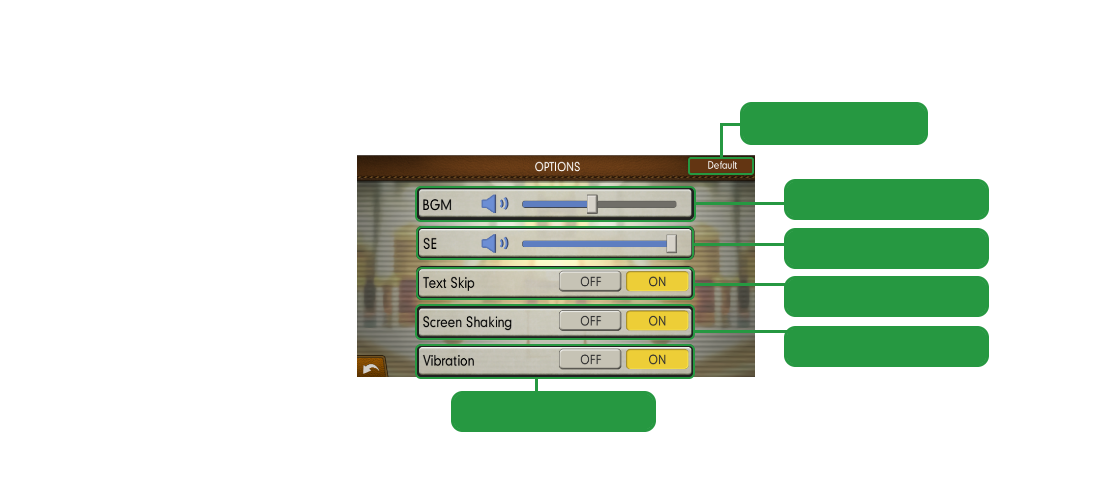 OPTIONS
Default
BGM
SE
Text Skip OFF ON
Screen Shaking OFF ON
Vibration OFF ON